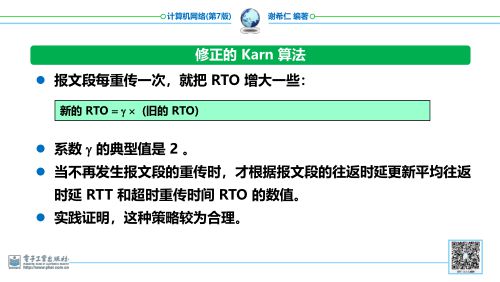 计算机网络(第7版) 谢希仁 编著
修正的 Karn 算法
报文段每重传一次，就把 RTO 增大一些：
新的 RTO = γ × (旧的 RTO)
系数 γ 的典型值是 2 。
当不再发生报文段的重传时，才根据报文段的往返时延更新平均往返
时延 RTT 和超时重传时间 RTO 的数值。
实践证明，这种策略较为合理。
电子工业出版社
http://www.phei.com.cn